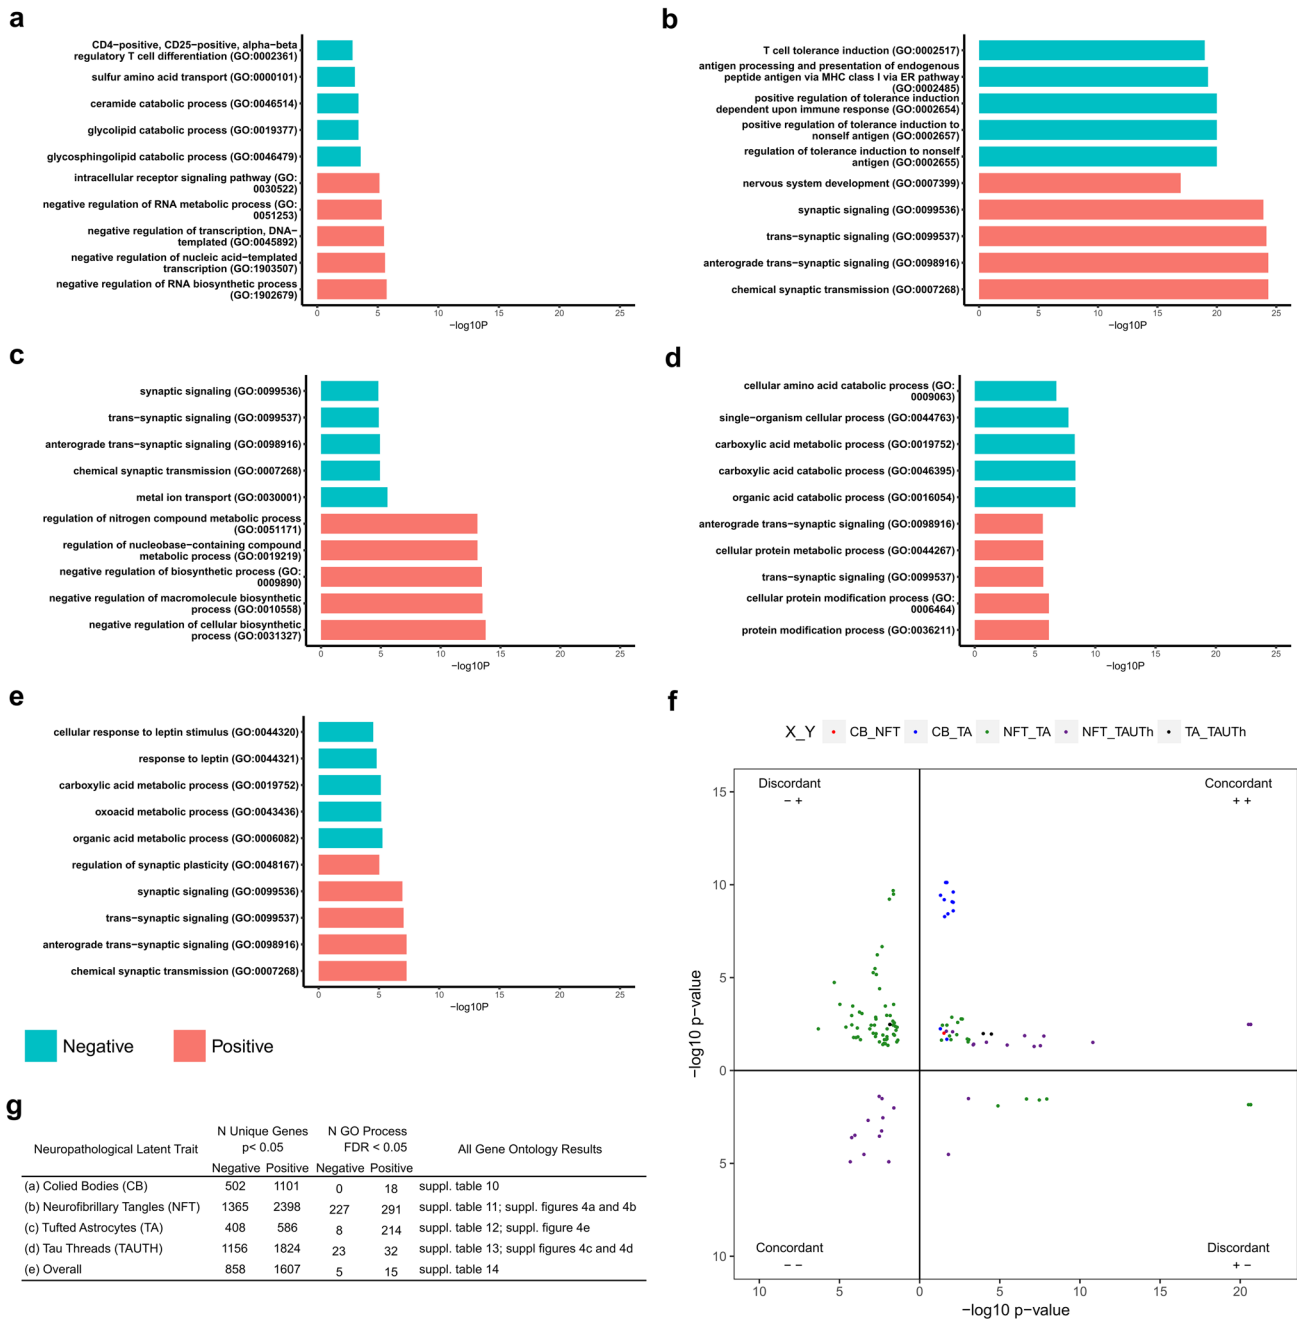 a
CD4−positive, CD25−positive, alpha−beta
regulatory T cell differentiation (GO:0002361)
sulfur amino acid transport (GO:0000101)
ceramide catabolic process (GO:0046514)
glycolipid catabolic process (GO:0019377)
glycosphingolipid catabolic process (GO:0046479)
intracellular receptor signaling pathway (GO:
0030522)
negative regulation of RNA metabolic process (GO:
0051253)
negative regulation of transcription, DNA−
templated (GO:0045892)
negative regulation of nucleic acid−templated
transcription (GO:1903507)
negative regulation of RNA biosynthetic process
(GO:1902679)
0 5 10 15 20 25
−log10P
b
T cell tolerance induction (GO:0002517)
antigen processing and presentation of endogenous
peptide antigen via MHC class I via ER pathway
(GO:0002485)
positive regulation of tolerance induction
dependent upon immune response (GO:0002654)
positive regulation of tolerance induction to
nonself antigen (GO:0002657)
regulation of tolerance induction to nonself
antigen (GO:0002655)
nervous system development (GO:0007399)
synaptic signaling (GO:0099536)
trans−synaptic signaling (GO:0099537)
anterograde trans−synaptic signaling (GO:0098916)
chemical synaptic transmission (GO:0007268)
0 5 10 15 20 25
−log10P
c
synaptic signaling (GO:0099536)
trans−synaptic signaling (GO:0099537)
anterograde trans−synaptic signaling (GO:0098916)
chemical synaptic transmission (GO:0007268)
metal ion transport (GO:0030001)
regulation of nitrogen compound metabolic process
(GO:0051171)
regulation of nucleobase−containing compound
metabolic process (GO:0019219)
negative regulation of biosynthetic process (GO:
0009890)
negative regulation of macromolecule biosynthetic
process (GO:0010558)
negative regulation of cellular biosynthetic
process (GO:0031327)
0 5 10 15 20 25
−log10P
d
cellular amino acid catabolic process (GO:
0009063)
single−organism cellular process (GO:0044763)
carboxylic acid metabolic process (GO:0019752)
carboxylic acid catabolic process (GO:0046395)
organic acid catabolic process (GO:0016054)
anterograde trans−synaptic signaling (GO:0098916)
cellular protein metabolic process (GO:0044267)
trans−synaptic signaling (GO:0099537)
cellular protein modification process (GO:
0006464)
protein modification process (GO:0036211)
0 5 10 15 20 25
−log10P
e
cellular response to leptin stimulus (GO:0044320)
response to leptin (GO:0044321)
carboxylic acid metabolic process (GO:0019752)
oxoacid metabolic process (GO:0043436)
organic acid metabolic process (GO:0006082)
regulation of synaptic plasticity (GO:0048167)
synaptic signaling (GO:0099536)
trans−synaptic signaling (GO:0099537)
anterograde trans−synaptic signaling (GO:0098916)
chemical synaptic transmission (GO:0007268)
0 5 10 15 20 25
−log10P
Negative Positive
f
X_Y CB_NFT CB_TA NFT_TA NFT_TAUTh TA_TAUTh
Discordant Concordant
− + + +
15
10
5
0
5
10
−log10 p−value
Concordant Discordant
− − + −
10 5 0 5 10 15 20
−log10 p−value
g
Neuropathological Latent Trait N Unique Genes p< 0.05 N GO Process FDR < 0.05 All Gene Ontology Results
Negative Positive Negative Positive
(a) Colied Bodies (CB) 502 1101 0 18 suppl. table 10
(b) Neurofibrillary Tangles (NFT) 1365 2398 227 291 suppl. table 11; suppl. figures 4a and 4b
(c) Tufted Astrocytes (TA) 408 586 8 214 suppl. table 12; suppl. figure 4e
(d) Tau Threads (TAUTH) 1156 1824 23 32 suppl. table 13; suppl figures 4c and 4d
(e) Overall 858 1607 5 15 suppl. table 14